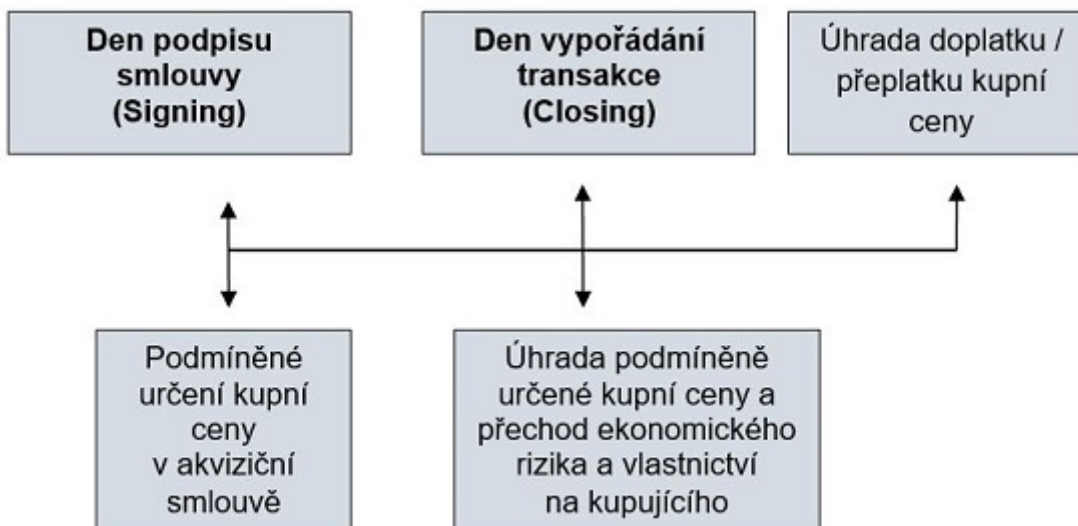 Den podpisu
smlouvy
(Signing)
Den vypořádání
transakce
(Closing)
Úhrada doplatku /
přeplatku kupní
ceny
Podmíněné
určení kupní
ceny
v akviziční
smlouvě
Úhrada podmíněně
určené kupní ceny a
přechod ekonomického
rizika a vlastnictví
na kupujícího